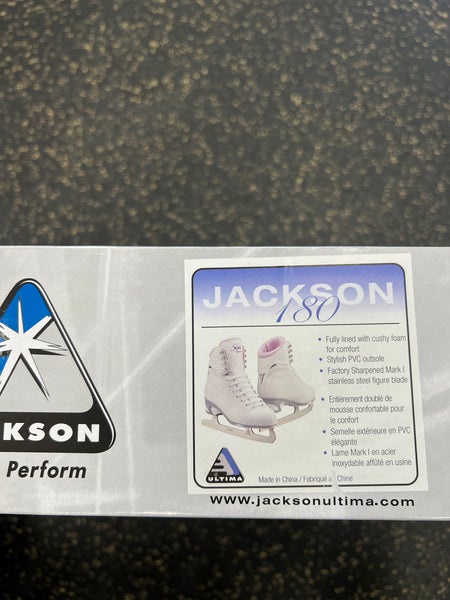 JACKSON
180
• Fully lined with cushy foam
for comfort
• Stylish PVC outsole
• Factory Sharpened Mark I
stainless steel figure blade
• Entièrement doublé de
mousse confortable pour
le confort
• Semelle extérieure en PVC
élégante
• Lame Mark I en acier
inoxydable affûté en usine
ULTIMA
Made in China / Fabriqué Chine
www.jacksonultima.com
KSON
Perform